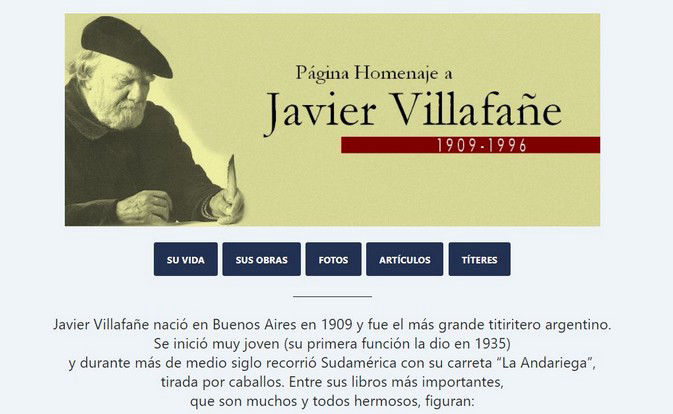 Página Homenaje a
Javier Villafañe
1909-1996
SU VIDA
SUS OBRAS
FOTOS
ARTÍCULOS
TÍTERES
Javier Villafañe nació en Buenos Aires en 1909 y fue el más grande titiritero argentino.
Se inició muy joven (su primera función la dio en 1935)
y durante más de medio siglo recorrió Sudamérica con su carreta “La Andariega”,
tirada por caballos. Entre sus libros más importantes,
que son muchos y todos hermosos, figuran: